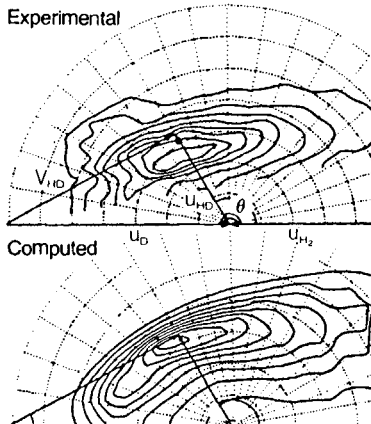 Experimental
V_HD
u_HD
θ
u_D
u_H₂
Computed